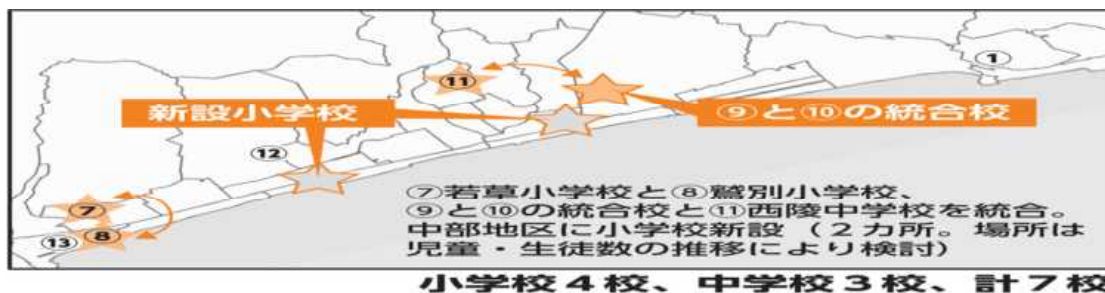 ①
⑪
新設小学校
⑨と⑩の統合校
⑫
⑦若草小学校と⑧鷲別小学校、
⑨と⑩の統合校と⑪西陵中学校を統合。
中部地区に小学校新設（２カ所。場所は
児童・生徒数の推移により検討）
⑦
⑬
⑧
小学校４校、中学校３校、計７校